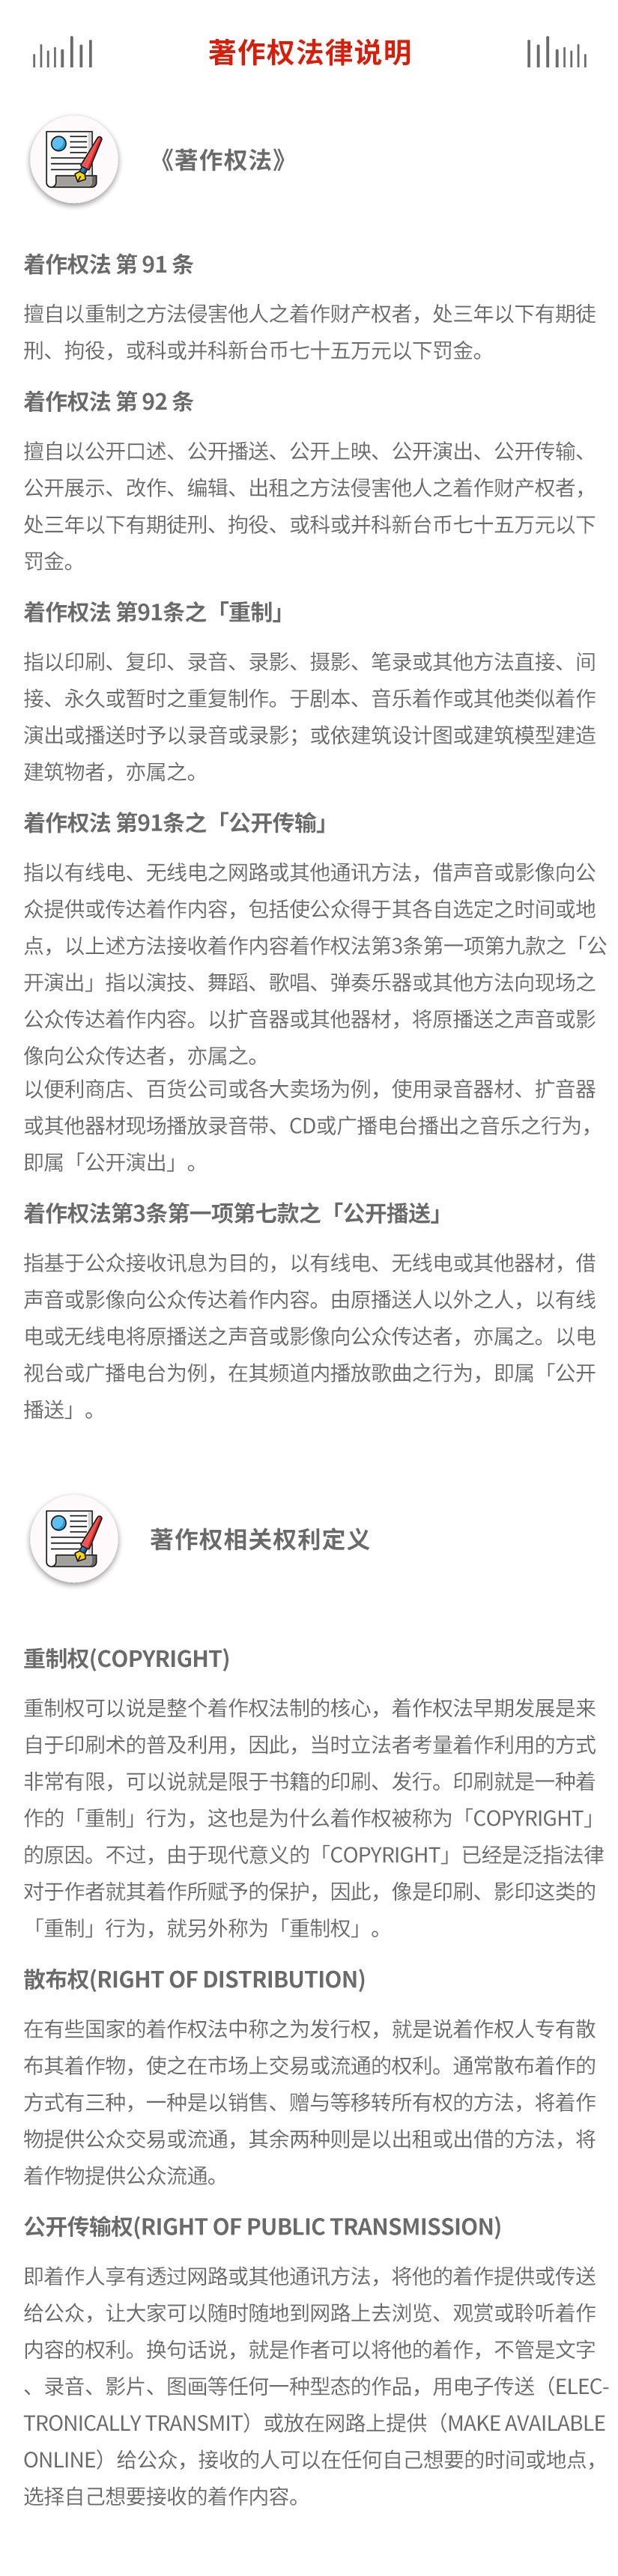 著作权法律说明
《著作权法》
着作权法 第 91 条
擅自以重制之方法侵害他人之着作财产权者，处三年以下有期徒
刑、拘役，或科或并科新台币七十五万元以下罚金。
着作权法 第 92 条
擅自以公开口述、公开播送、公开上映、公开演出、公开传输、
公开展示、改作、编辑、出租之方法侵害他人之着作财产权者，
处三年以下有期徒刑、拘役、或科或并科新台币七十五万元以下
罚金。
着作权法 第91条之「重制」
指以印刷、复印、录音、录影、摄影、笔录或其他方法直接、间
接、永久或暂时之重复制作。于剧本、音乐着作或其他类似着作
演出或播送时予以录音或录影；或依建筑设计图或建筑模型建造
建筑物者，亦属之。
着作权法 第91条之「公开传输」
指以有线电、无线电之网路或其他通讯方法，借声音或影像向公
众提供或传达着作内容，包括使公众得于其各自选定之时间或地
点，以上述方法接收着作内容着作权法第3条第一项第九款之「公
开演出」指以演技、舞蹈、歌唱、弹奏乐器或其他方法向现场之
公众传达着作内容。以扩音器或其他器材，将原播送之声音或影
像向公众传达者，亦属之。
以便利商店、百货公司或各大卖场为例，使用录音器材、扩音器
或其他器材现场播放录音带、CD或广播电台播出之音乐之行为，
即属「公开演出」。
着作权法第3条第一项第七款之「公开播送」
指基于公众接收讯息为目的，以有线电、无线电或其他器材，借
声音或影像向公众传达着作内容。由原播送人以外之人，以有线
电或无线电将原播送之声音或影像向公众传达者，亦属之。以电
视台或广播电台为例，在其频道内播放歌曲之行为，即属「公开
播送」。
著作权相关权利定义
重制权(COPYRIGHT)
重制权可以说是整个着作权法制的核心，着作权法早期发展是来
自于印刷术的普及利用，因此，当时立法者考量着作利用的方式
非常有限，可以说就是限于书籍的印刷、发行。印刷就是一种着
作的「重制」行为，这也是为什么着作权被称为「COPYRIGHT」
的原因。不过，由于现代意义的「COPYRIGHT」已经是泛指法律
对于作者就其着作所赋予的保护，因此，像是印刷、影印这类的
「重制」行为，就另外称为「重制权」。
散布权(RIGHT OF DISTRIBUTION)
在有些国家的着作权法中称之为发行权，就是说着作权人专有散
布其着作物，使之在市场上交易或流通的权利。通常散布着作的
方式有三种，一种是以销售、赠与等移转所有权的方法，将着作
物提供公众交易或流通，其余两种则是以出租或出借的方法，将
着作物提供公众流通。
公开传输权(RIGHT OF PUBLIC TRANSMISSION)
即着作人享有透过网路或其他通讯方法，将他的着作提供或传送
给公众，让大家可以随时随地到网路上去浏览、观赏或聆听着作
内容的权利。换句话说，就是作者可以将他的着作，不管是文字
、录音、影片、图画等任何一种型态的作品，用电子传送（ELEC-
TRONICALLY TRANSMIT）或放在网路上提供（MAKE AVAILABLE
ONLINE）给公众，接收的人可以在任何自己想要的时间或地点，
选择自己想要接收的着作内容。